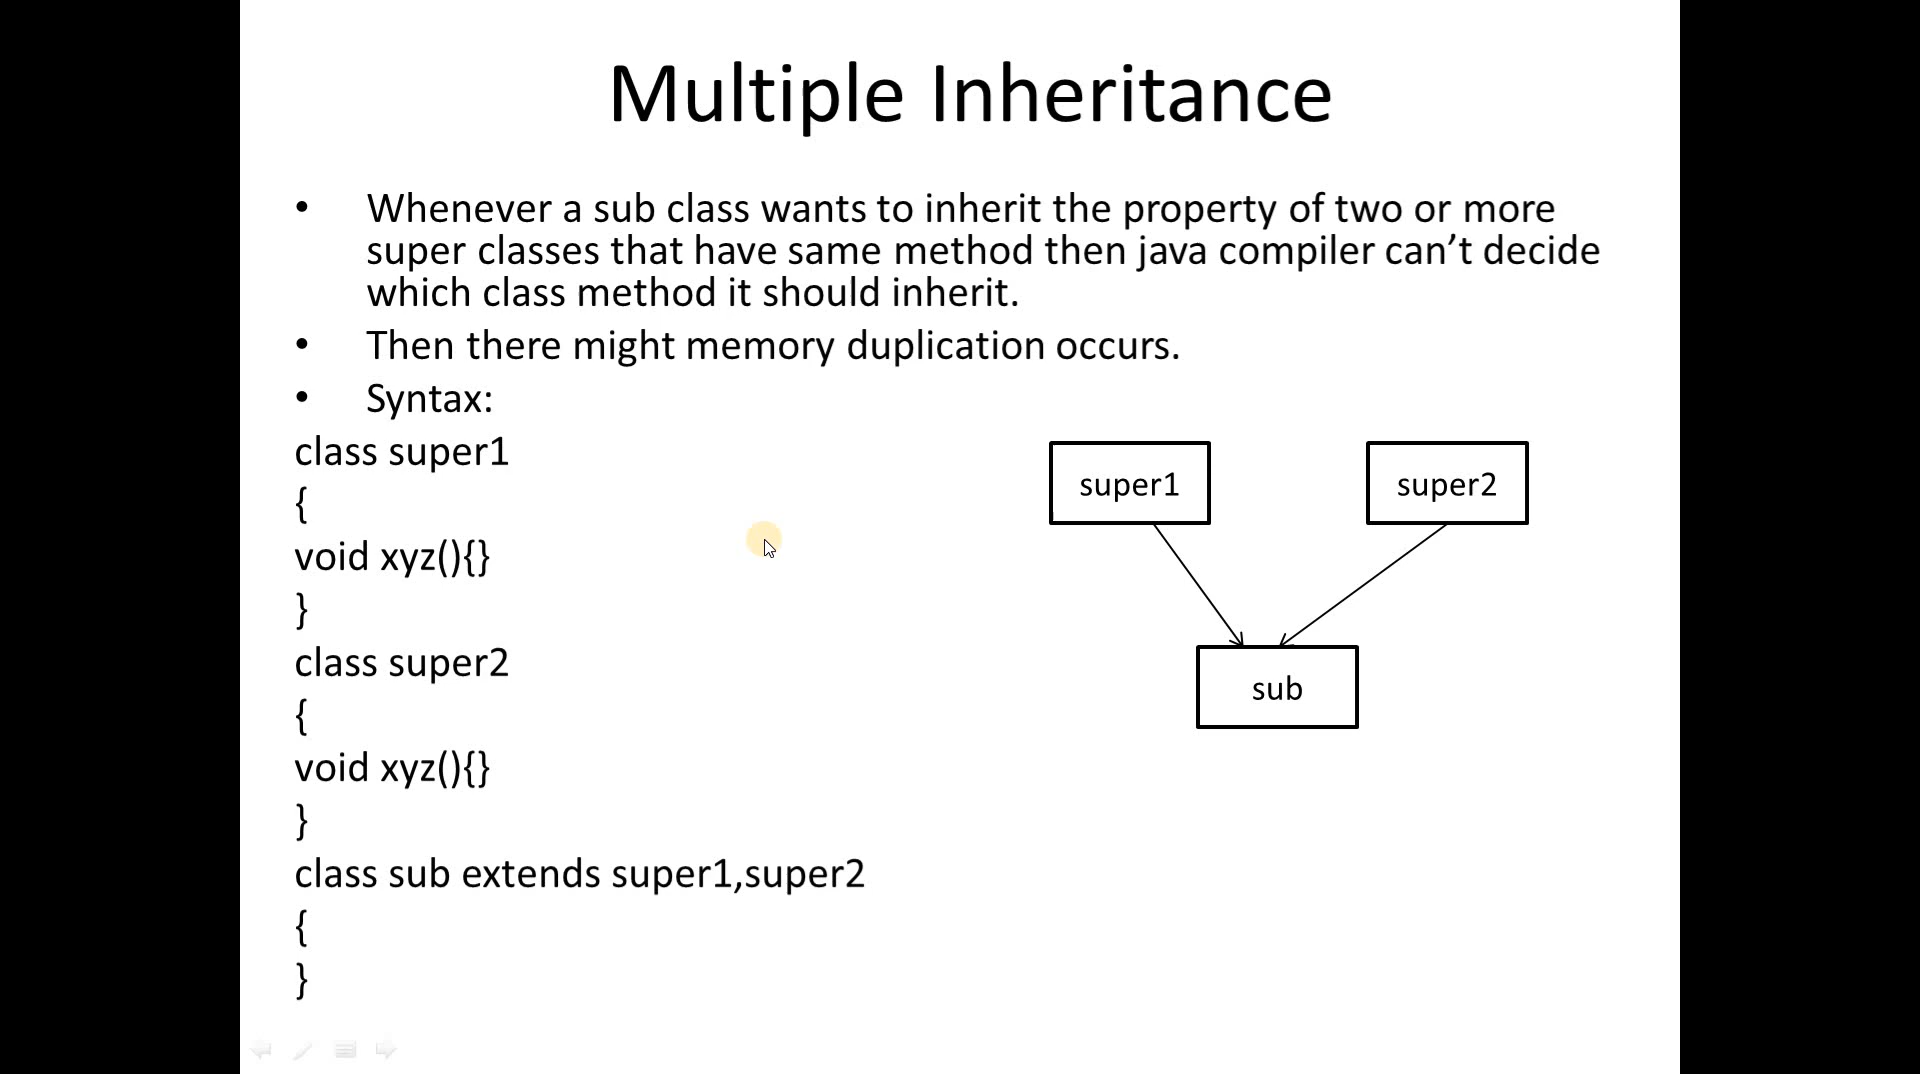 Multiple Inheritance
• Whenever a sub class wants to inherit the property of two or more
super classes that have same method then java compiler can’t decide
which class method it should inherit.
• Then there might memory duplication occurs.
• Syntax:
class super1
{
void xyz(){}
}
class super2
{
void xyz(){}
}
class sub extends super1,super2
{
}
super1
super2
sub